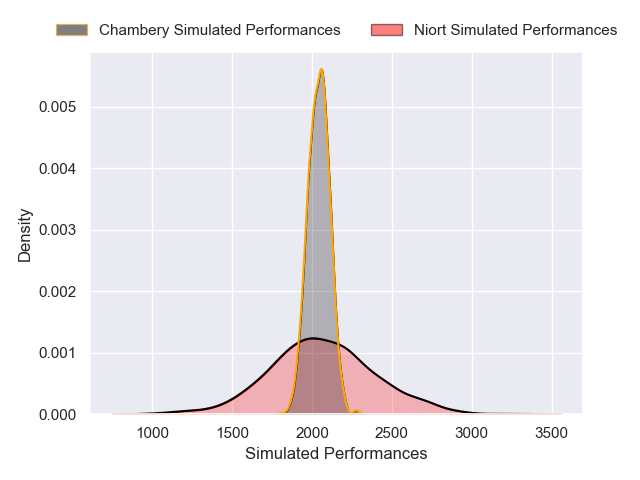 Chambery Simulated Performances
Niort Simulated Performances
0.005
0.004
0.003
0.002
0.001
0.000
Density
1000 1500 2000 2500 3000 3500
Simulated Performances